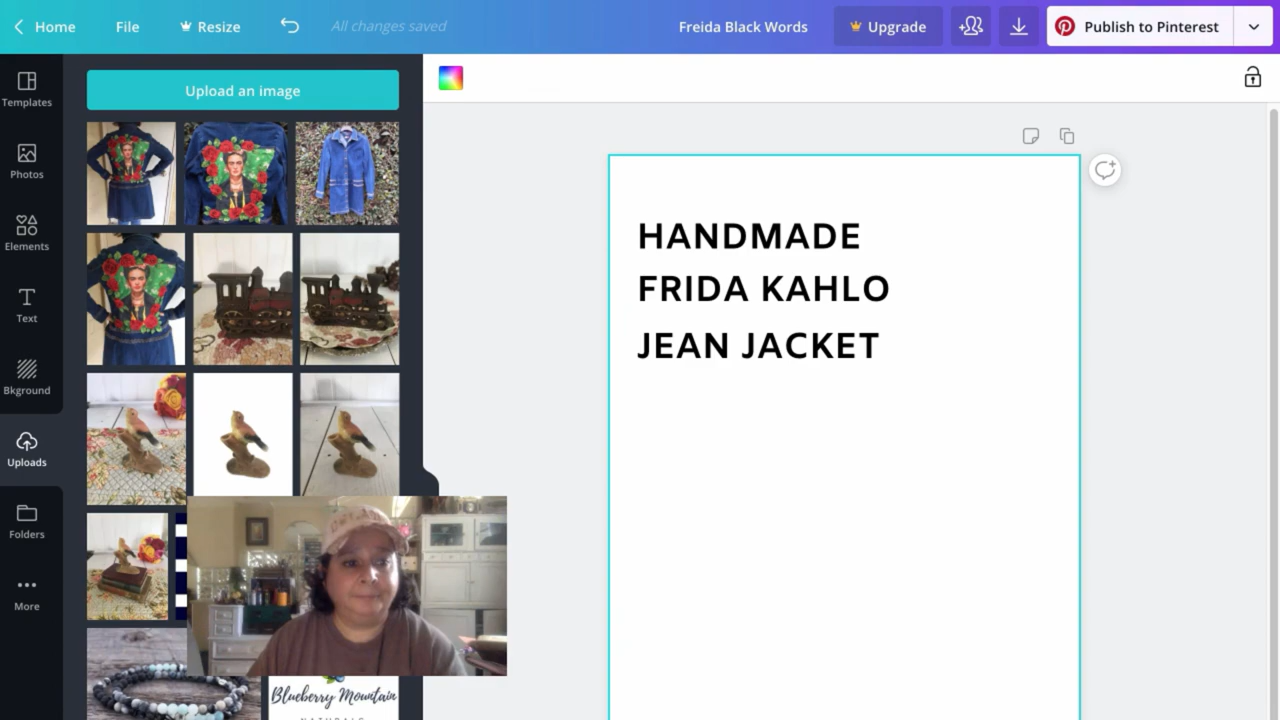 Home
File
Resize
All changes saved
Freida Black Words
Upgrade
Publish to Pinterest
Templates
Photos
Elements
Text
Bkground
Uploads
Folders
More
Upload an image
HANDMADE
FRIDA KAHLO
JEAN JACKET
Blueberry Mountain
NATURALS